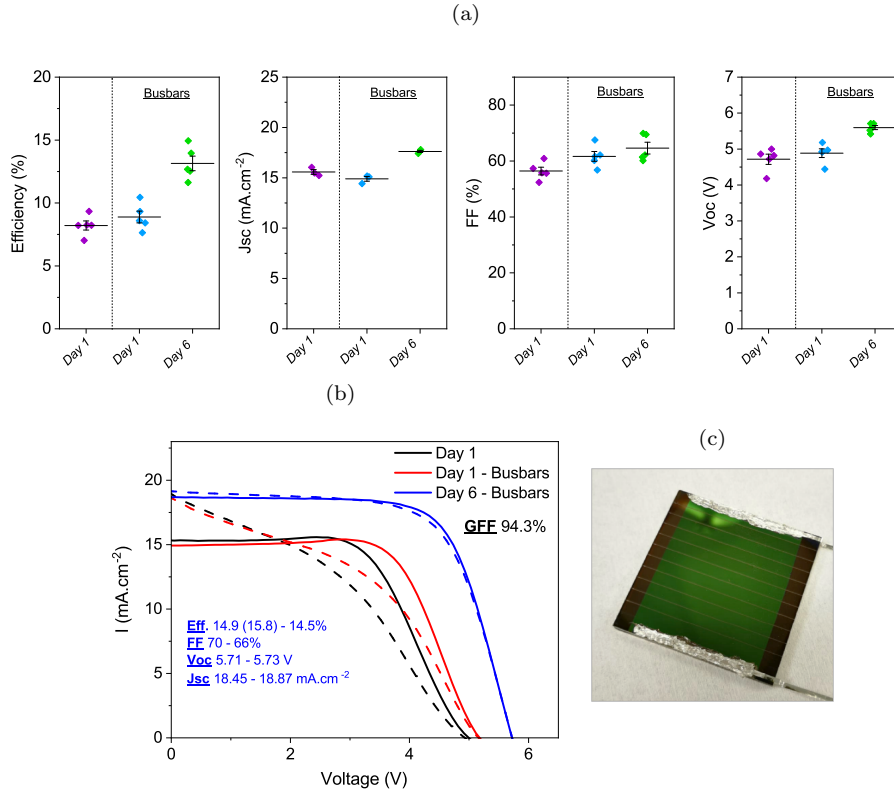 (a)
Efficiency (%)
20
15
10
5
0
Busbars
Day 1
Day 1
Day 6
Jsc (mA.cm⁻²)
25
20
15
10
5
0
Busbars
Day 1
Day 1
Day 6
FF (%)
80
60
40
20
0
Busbars
Day 1
Day 1
Day 6
Voc (V)
7
6
5
4
3
2
1
0
Busbars
Day 1
Day 1
Day 6
(b)
I (mA.cm⁻²)
20
15
10
5
0
Day 1
Day 1 - Busbars
Day 6 - Busbars
GFF 94.3%
Eff. 14.9 (15.8) - 14.5%
FF 70 - 66%
Voc 5.71 - 5.73 V
Jsc 18.45 - 18.87 mA.cm⁻²
0 2 4 6
Voltage (V)
(c)